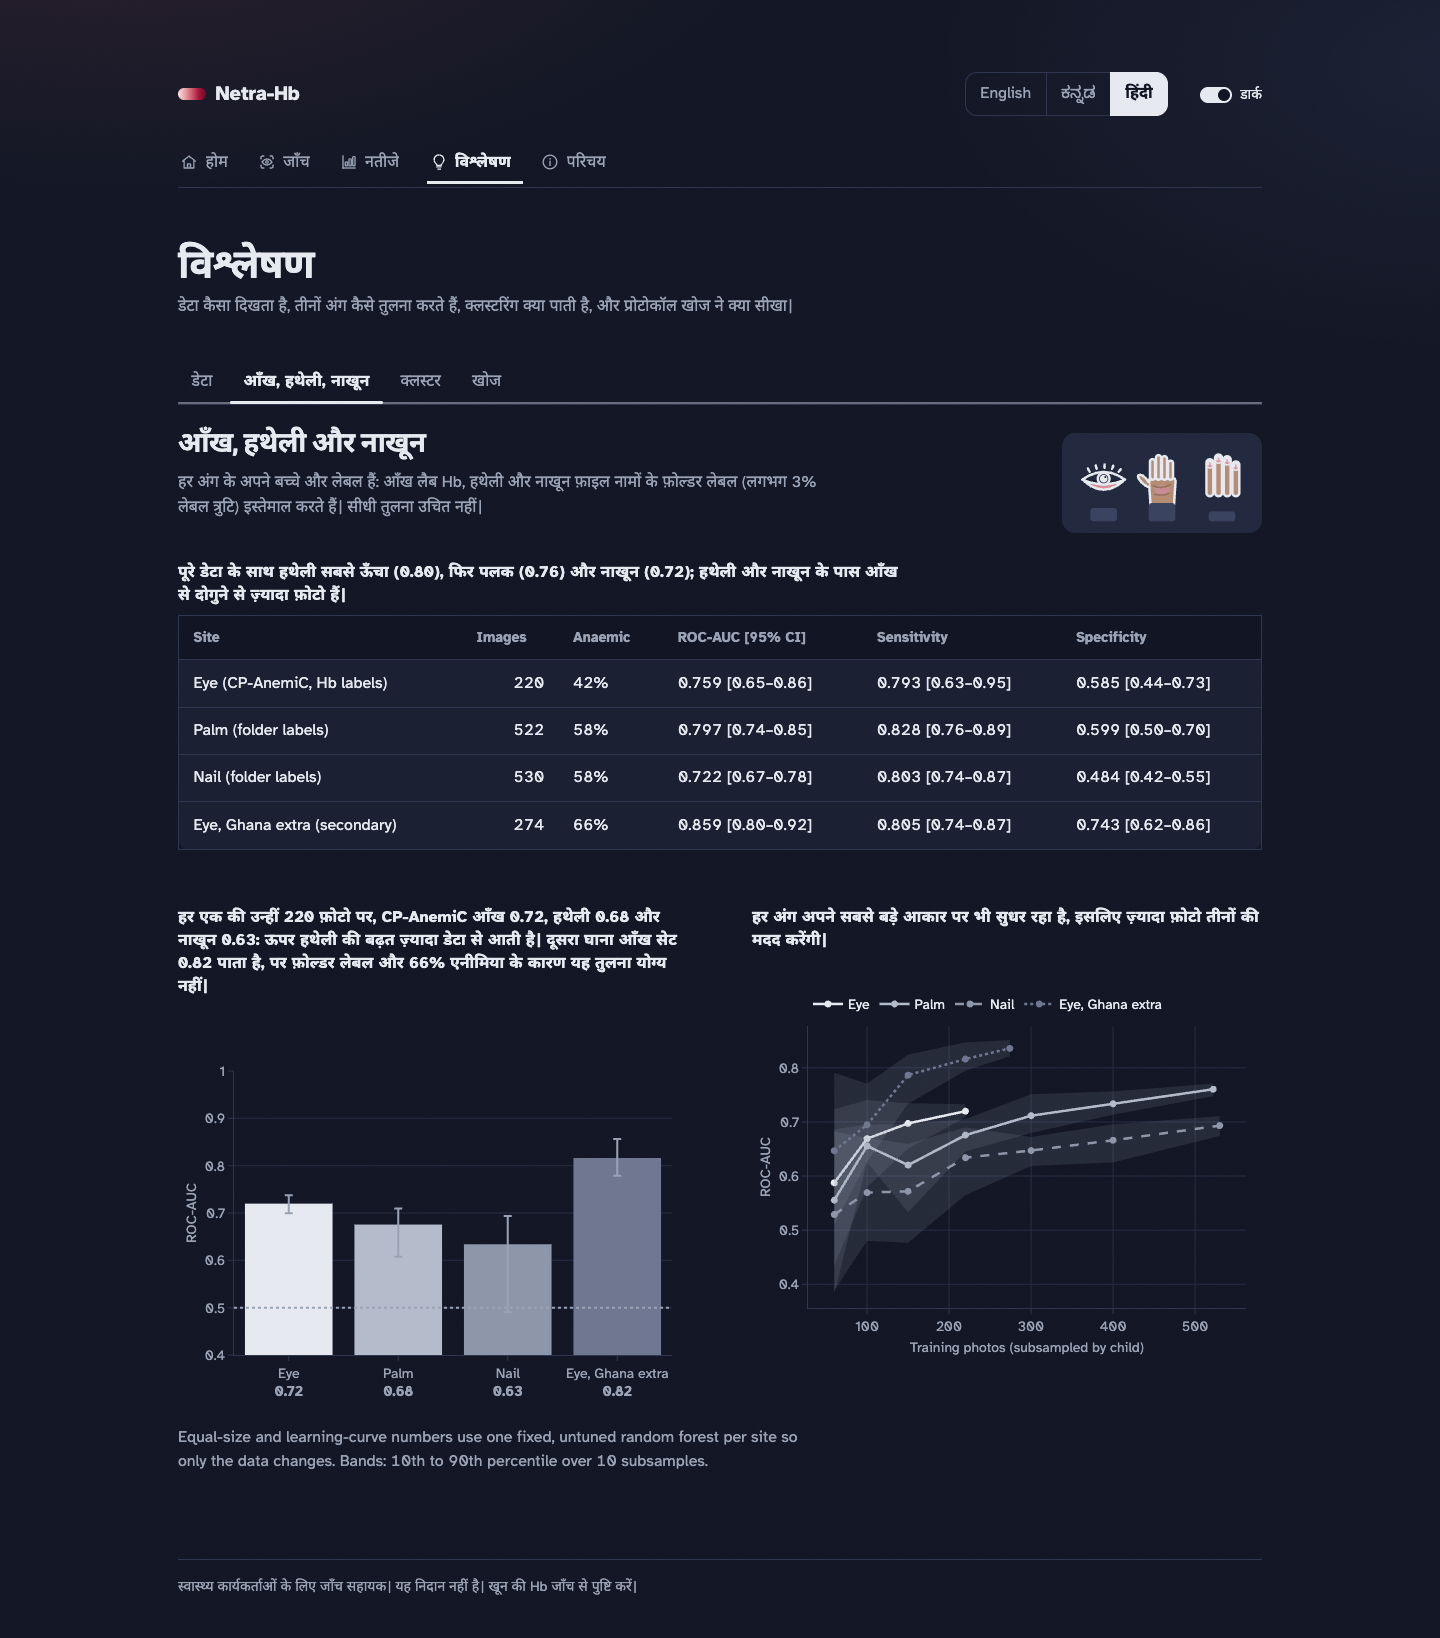 Netra-Hb
English
ಕನ್ನಡ
हिंदी
डार्क
होम
जाँच
नतीजे
विश्लेषण
परिचय
विश्लेषण
डेटा कैसा दिखता है, तीनों अंग कैसे तुलना करते हैं, क्लस्टरिंग क्या पाती है, और प्रोटोकॉल खोज ने क्या सीखा|
डेटा
आँख, हथेली, नाखून
क्लस्टर
खोज
आँख, हथेली और नाखून
हर अंग के अपने बच्चे और लेबल हैं: आँख लैब Hb, हथेली और नाखून फ़ाइल नामों के फ़ोल्डर लेबल (लगभग 3%
लेबल त्रुटि) इस्तेमाल करते हैं| सीधी तुलना उचित नहीं|
पूरे डेटा के साथ हथेली सबसे ऊँचा (0.80), फिर पलक (0.76) और नाखून (0.72); हथेली और नाखून के पास आँख
से दोगुने से ज़्यादा फ़ोटो हैं|
Site Images Anaemic ROC-AUC [95% CI] Sensitivity Specificity
Eye (CP-AnemiC, Hb labels) 220 42% 0.759 [0.65–0.86] 0.793 [0.63–0.95] 0.585 [0.44–0.73]
Palm (folder labels) 522 58% 0.797 [0.74–0.85] 0.828 [0.76–0.89] 0.599 [0.50–0.70]
Nail (folder labels) 530 58% 0.722 [0.67–0.78] 0.803 [0.74–0.87] 0.484 [0.42–0.55]
Eye, Ghana extra (secondary) 274 66% 0.859 [0.80–0.92] 0.805 [0.74–0.87] 0.743 [0.62–0.86]
हर एक की उन्हीं 220 फ़ोटो पर, CP-AnemiC आँख 0.72, हथेली 0.68 और
नाखून 0.63: ऊपर हथेली की बढ़त ज़्यादा डेटा से आती है| दूसरा घाना आँख सेट
0.82 पाता है, पर फ़ोल्डर लेबल और 66% एनीमिया के कारण यह तुलना योग्य
नहीं|
1
0.9
0.8
0.7
0.6
0.5
0.4
ROC-AUC
Eye Palm Nail Eye, Ghana extra
0.72 0.68 0.63 0.82
हर अंग अपने सबसे बड़े आकार पर भी सुधर रहा है, इसलिए ज़्यादा फ़ोटो तीनों की
मदद करेंगी|
Eye Palm Nail Eye, Ghana extra
0.8
0.7
0.6
0.5
0.4
ROC-AUC
100 200 300 400 500
Training photos (subsampled by child)
Equal-size and learning-curve numbers use one fixed, untuned random forest per site so
only the data changes. Bands: 10th to 90th percentile over 10 subsamples.
स्वास्थ्य कार्यकर्ताओं के लिए जाँच सहायक| यह निदान नहीं है| खून की Hb जाँच से पुष्टि करें|